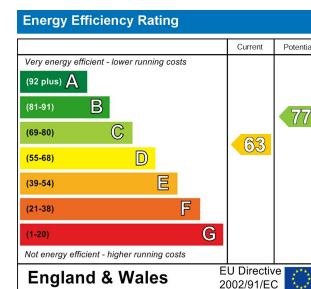 Energy Efficiency Rating
Current Potentia
Very energy efficient - lower running costs
(92 plus) A
(81-91) B
(69-80) C
(55-68) D
(39-54) E
(21-38) F
(1-20) G
63
77
Not energy efficient - higher running costs
England & Wales
EU Directive
2002/91/EC